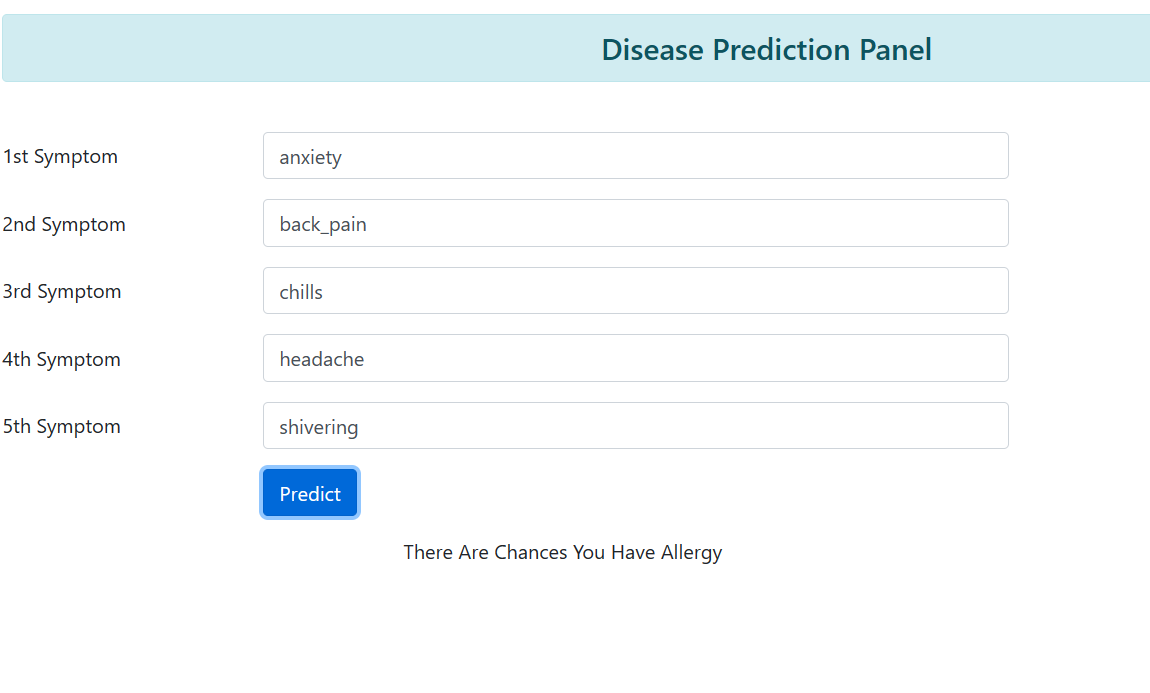 Disease Prediction Panel
1st Symptom anxiety
2nd Symptom back_pain
3rd Symptom chills
4th Symptom headache
5th Symptom shivering
Predict
There Are Chances You Have Allergy